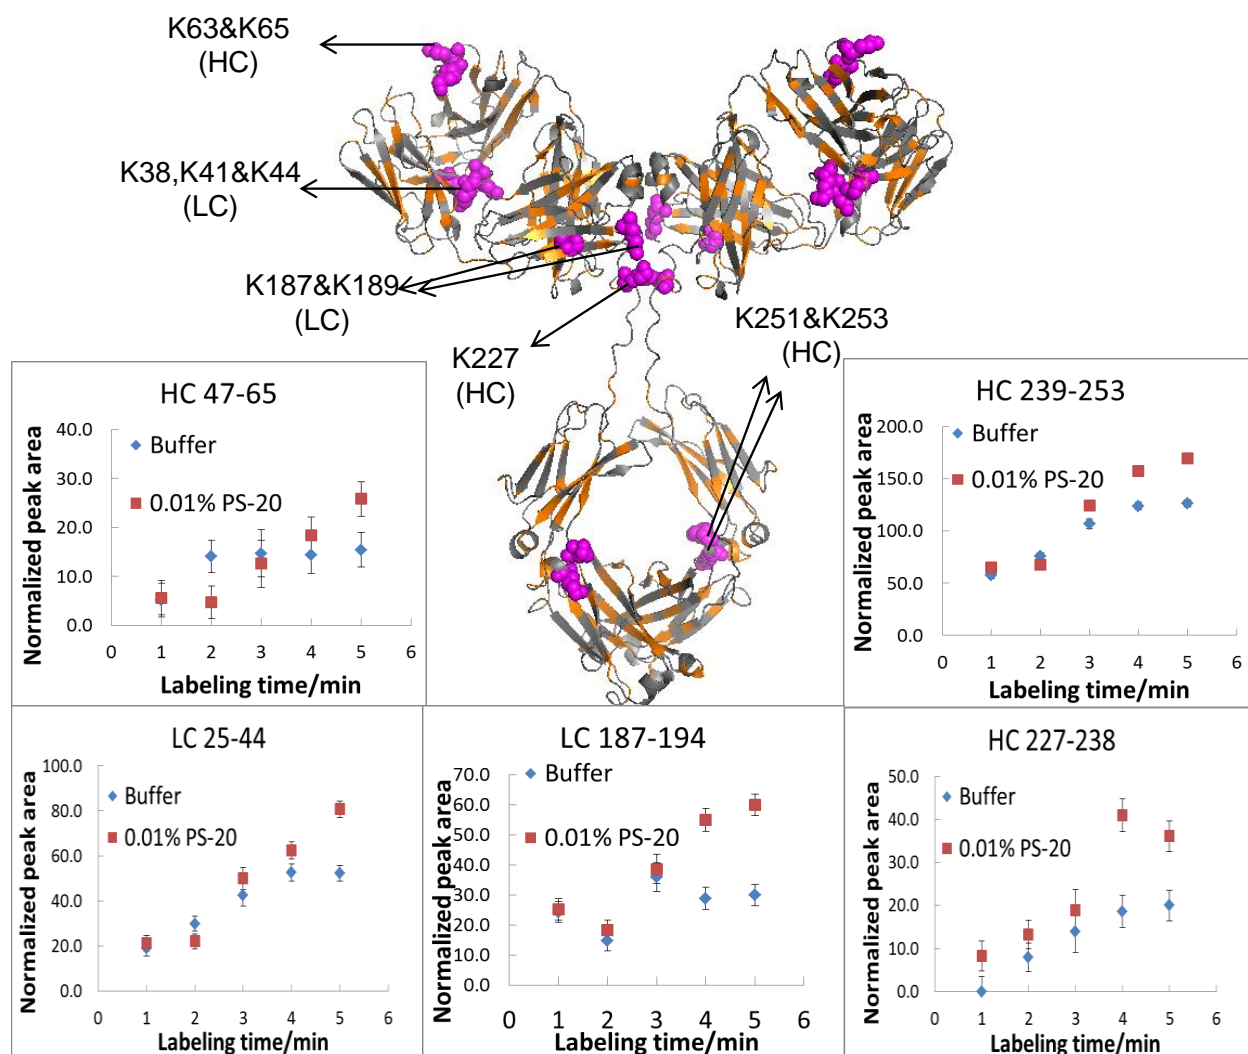 K63&K65
(HC)
K38,K41&K44
(LC)
K187&K189
(LC)
K227
(HC)
K251&K253
(HC)
HC 47-65
Normalized peak area
40.0
30.0
20.0
10.0
0.0
Buffer
0.01% PS-20
0 1 2 3 4 5 6
Labeling time/min
HC 239-253
Normalized peak area
200.0
150.0
100.0
50.0
0.0
Buffer
0.01% PS-20
0 1 2 3 4 5 6
Labeling time/min
LC 25-44
Normalized peak area
100.0
80.0
60.0
40.0
20.0
0.0
Buffer
0.01% PS-20
0 1 2 3 4 5 6
Labeling time/min
LC 187-194
Normalized peak area
70.0
60.0
50.0
40.0
30.0
20.0
10.0
0.0
Buffer
0.01% PS-20
0 1 2 3 4 5 6
Labeling time/min
HC 227-238
Normalized peak area
50.0
40.0
30.0
20.0
10.0
0.0
Buffer
0.01% PS-20
0 1 2 3 4 5 6
Labeling time/min